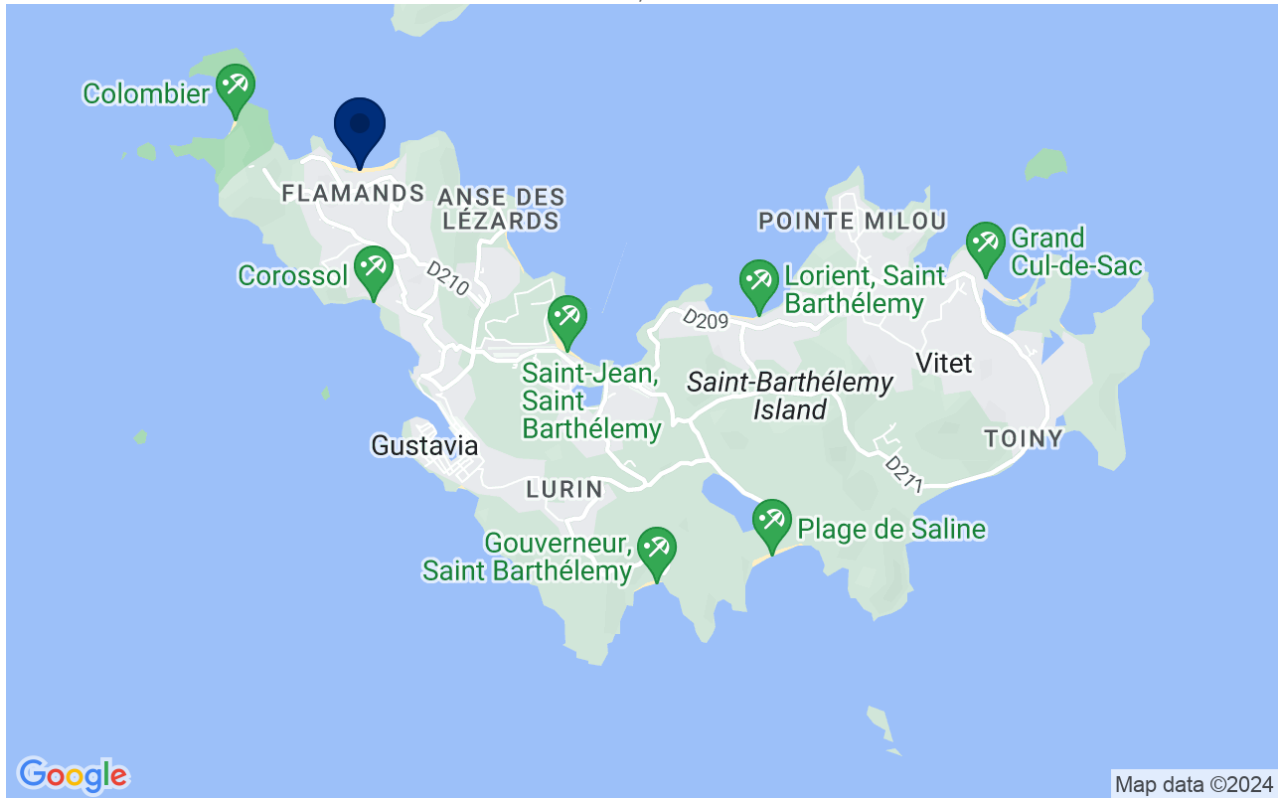 Colombier
FLAMANDS
ANSE DES
LÉZARDS
POINTE MILOU
Grand
Cul-de-Sac
Corossol
D210
Lorient, Saint
Barthélemy
D209
Vitet
Saint-Jean,
Saint
Barthélemy
Saint-Barthélemy
Island
Gustavia
TOINY
LURIN
D211
Plage de Saline
Gouverneur,
Saint Barthélemy
Google
Map data ©2024